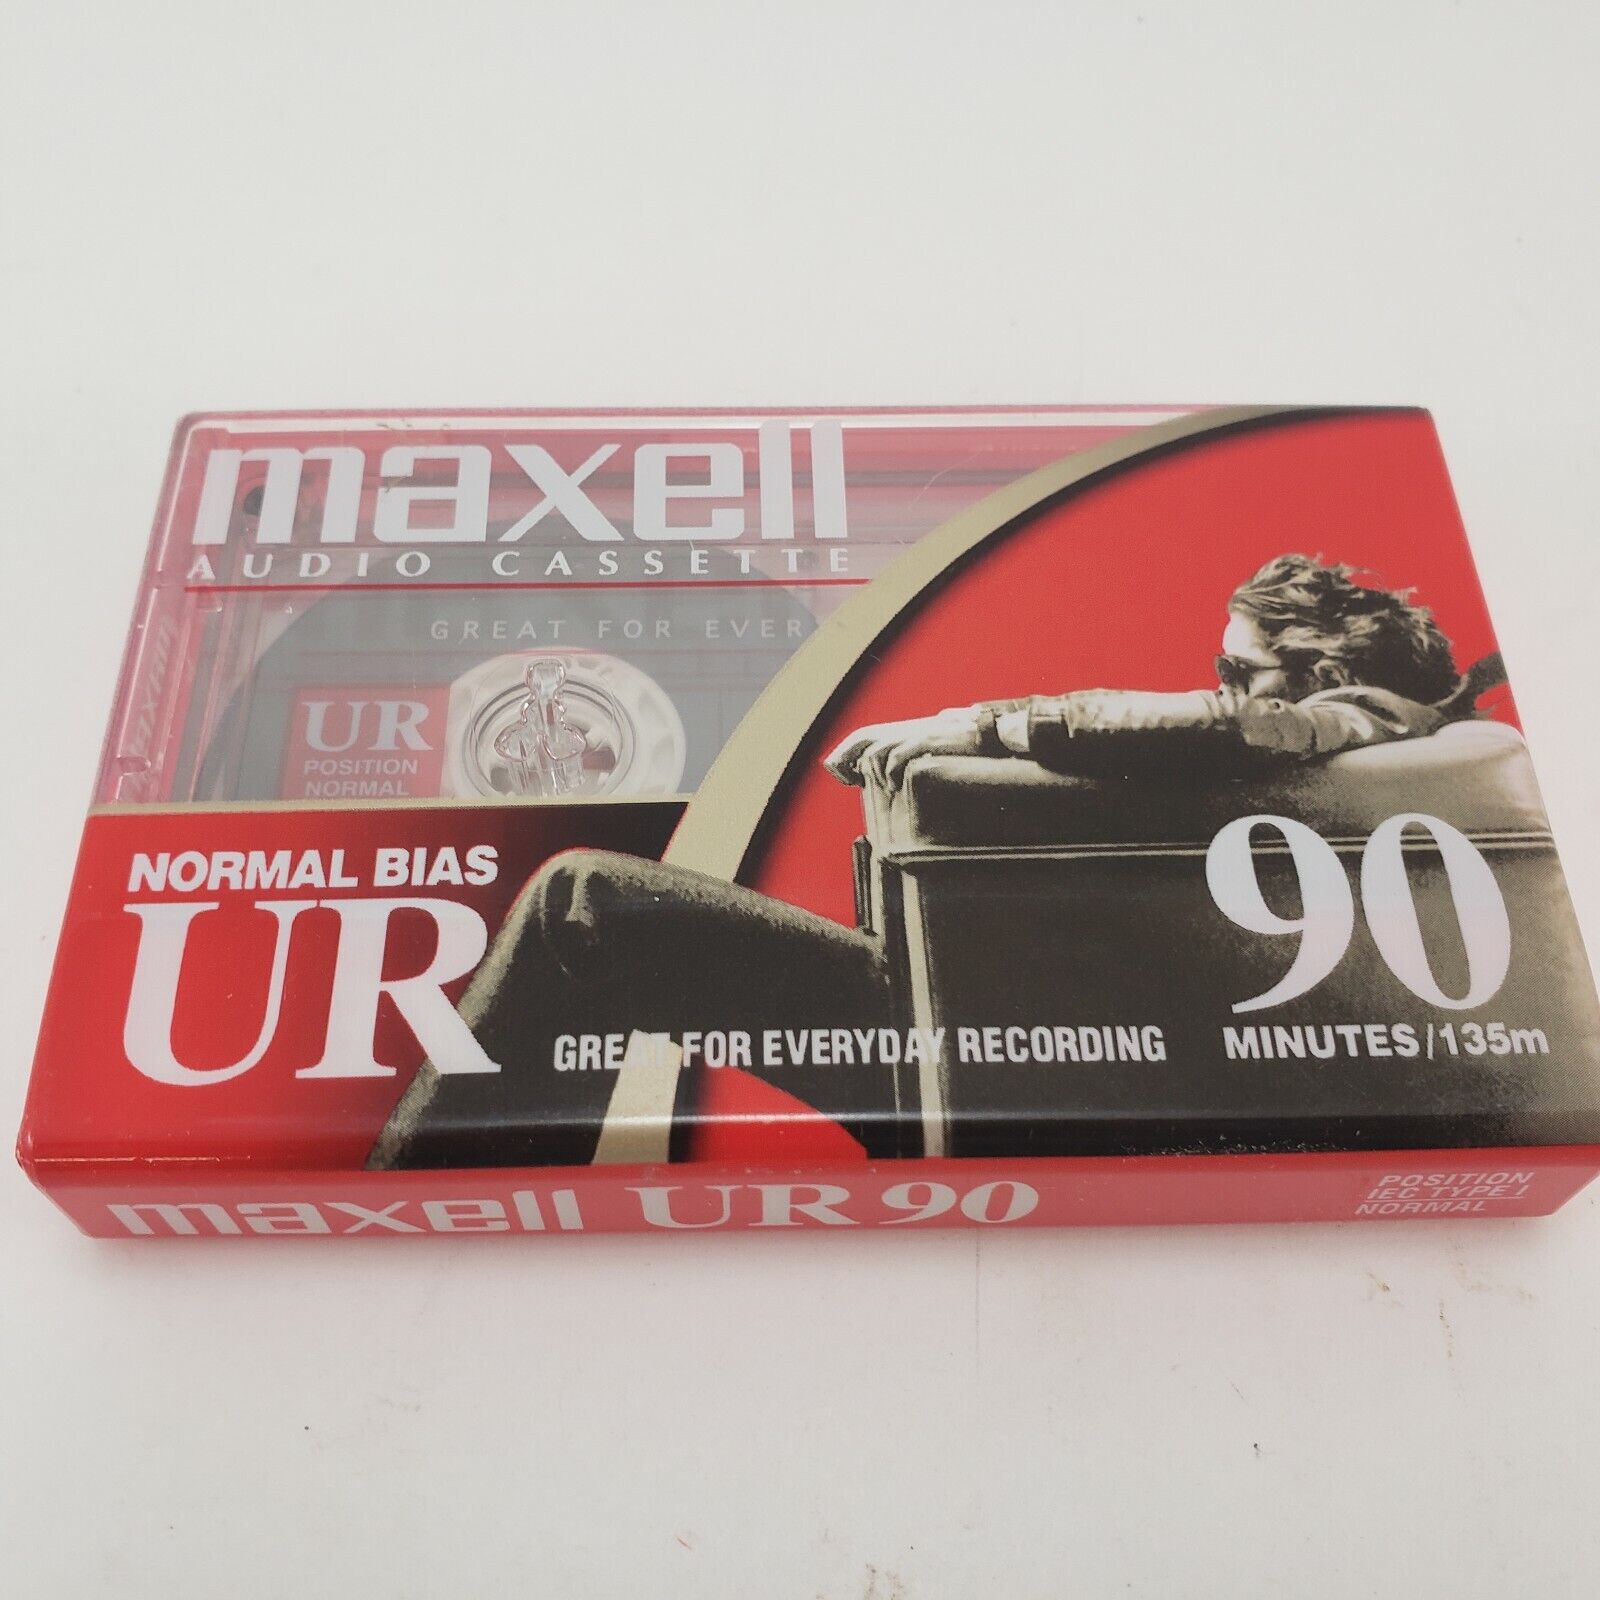 maxell
AUDIO CASSETTE
GREAT FOR EVER
maxell
UR
POSITION
NORMAL
NORMAL BIAS
UR
GREAT FOR EVERYDAY RECORDING
90
MINUTES/135m
maxell UR 90
POSITION
IEC TYPE I
NORMAL